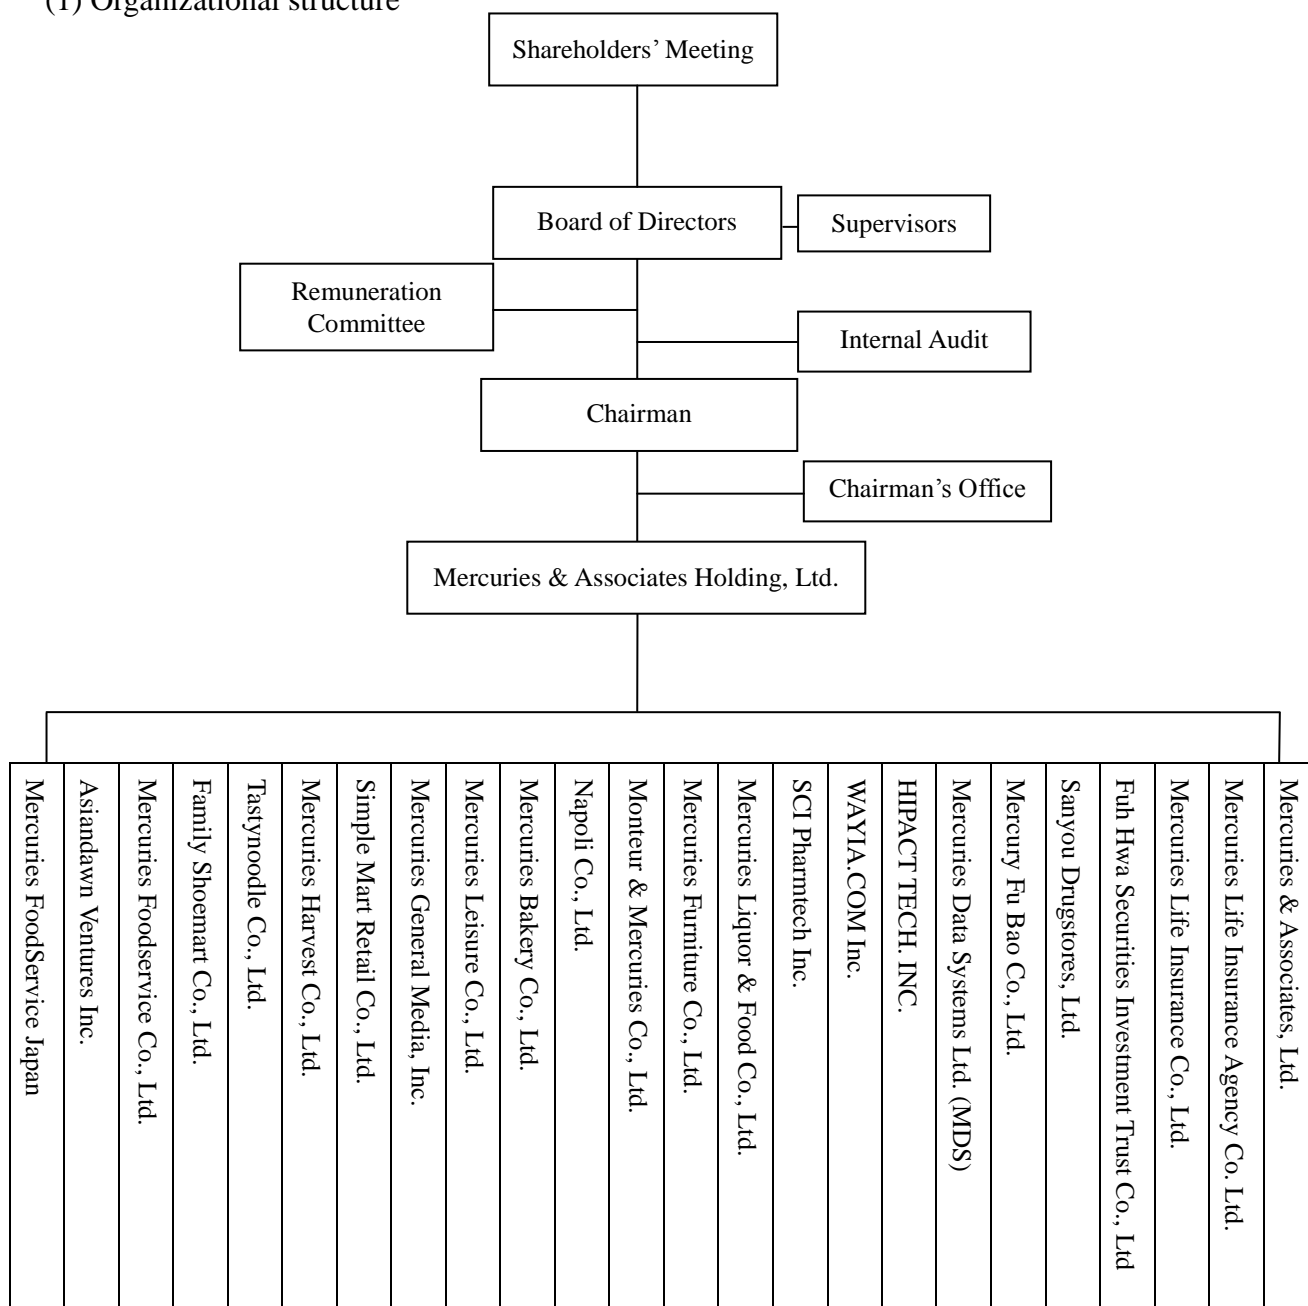 (1) Organizational structure
Shareholders’ Meeting
Board of Directors
Supervisors
Remuneration
Committee
Internal Audit
Chairman
Chairman’s Office
Mercuries & Associates Holding, Ltd.
Mercuries FoodService Japan
Asiandawn Ventures Inc.
Mercuries Foodservice Co., Ltd.
Family Shoemart Co., Ltd.
Tastynoodle Co., Ltd.
Mercuries Harvest Co., Ltd.
Simple Mart Retail Co., Ltd.
Mercuries General Media, Inc.
Mercuries Leisure Co., Ltd.
Mercuries Bakery Co., Ltd.
Napoli Co., Ltd.
Monteur & Mercuries Co., Ltd.
Mercuries Furniture Co., Ltd.
Mercuries Liquor & Food Co., Ltd.
SCI Pharmtech Inc.
WAYIA.COM Inc.
HIPACT TECH. INC.
Mercuries Data Systems Ltd. (MDS)
Mercury Fu Bao Co., Ltd.
Sanyou Drugstores, Ltd.
Fuh Hwa Securities Investment Trust Co., Ltd
Mercuries Life Insurance Co., Ltd.
Mercuries Life Insurance Agency Co. Ltd.
Mercuries & Associates, Ltd.